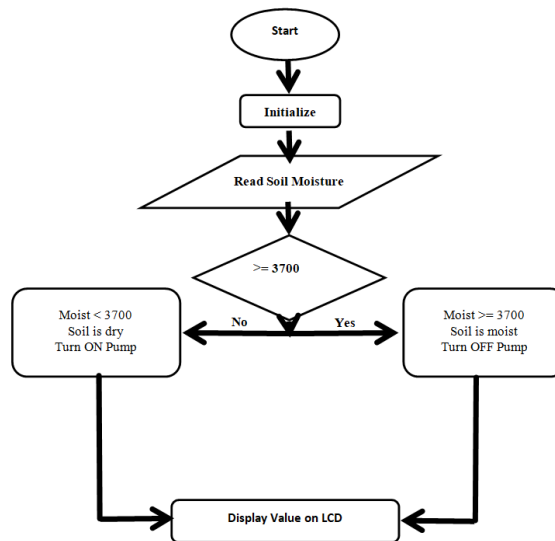 Start
Initialize
Read Soil Moisture
>= 3700
No
Yes
Moist < 3700
Soil is dry
Turn ON Pump
Moist >= 3700
Soil is moist
Turn OFF Pump
Display Value on LCD